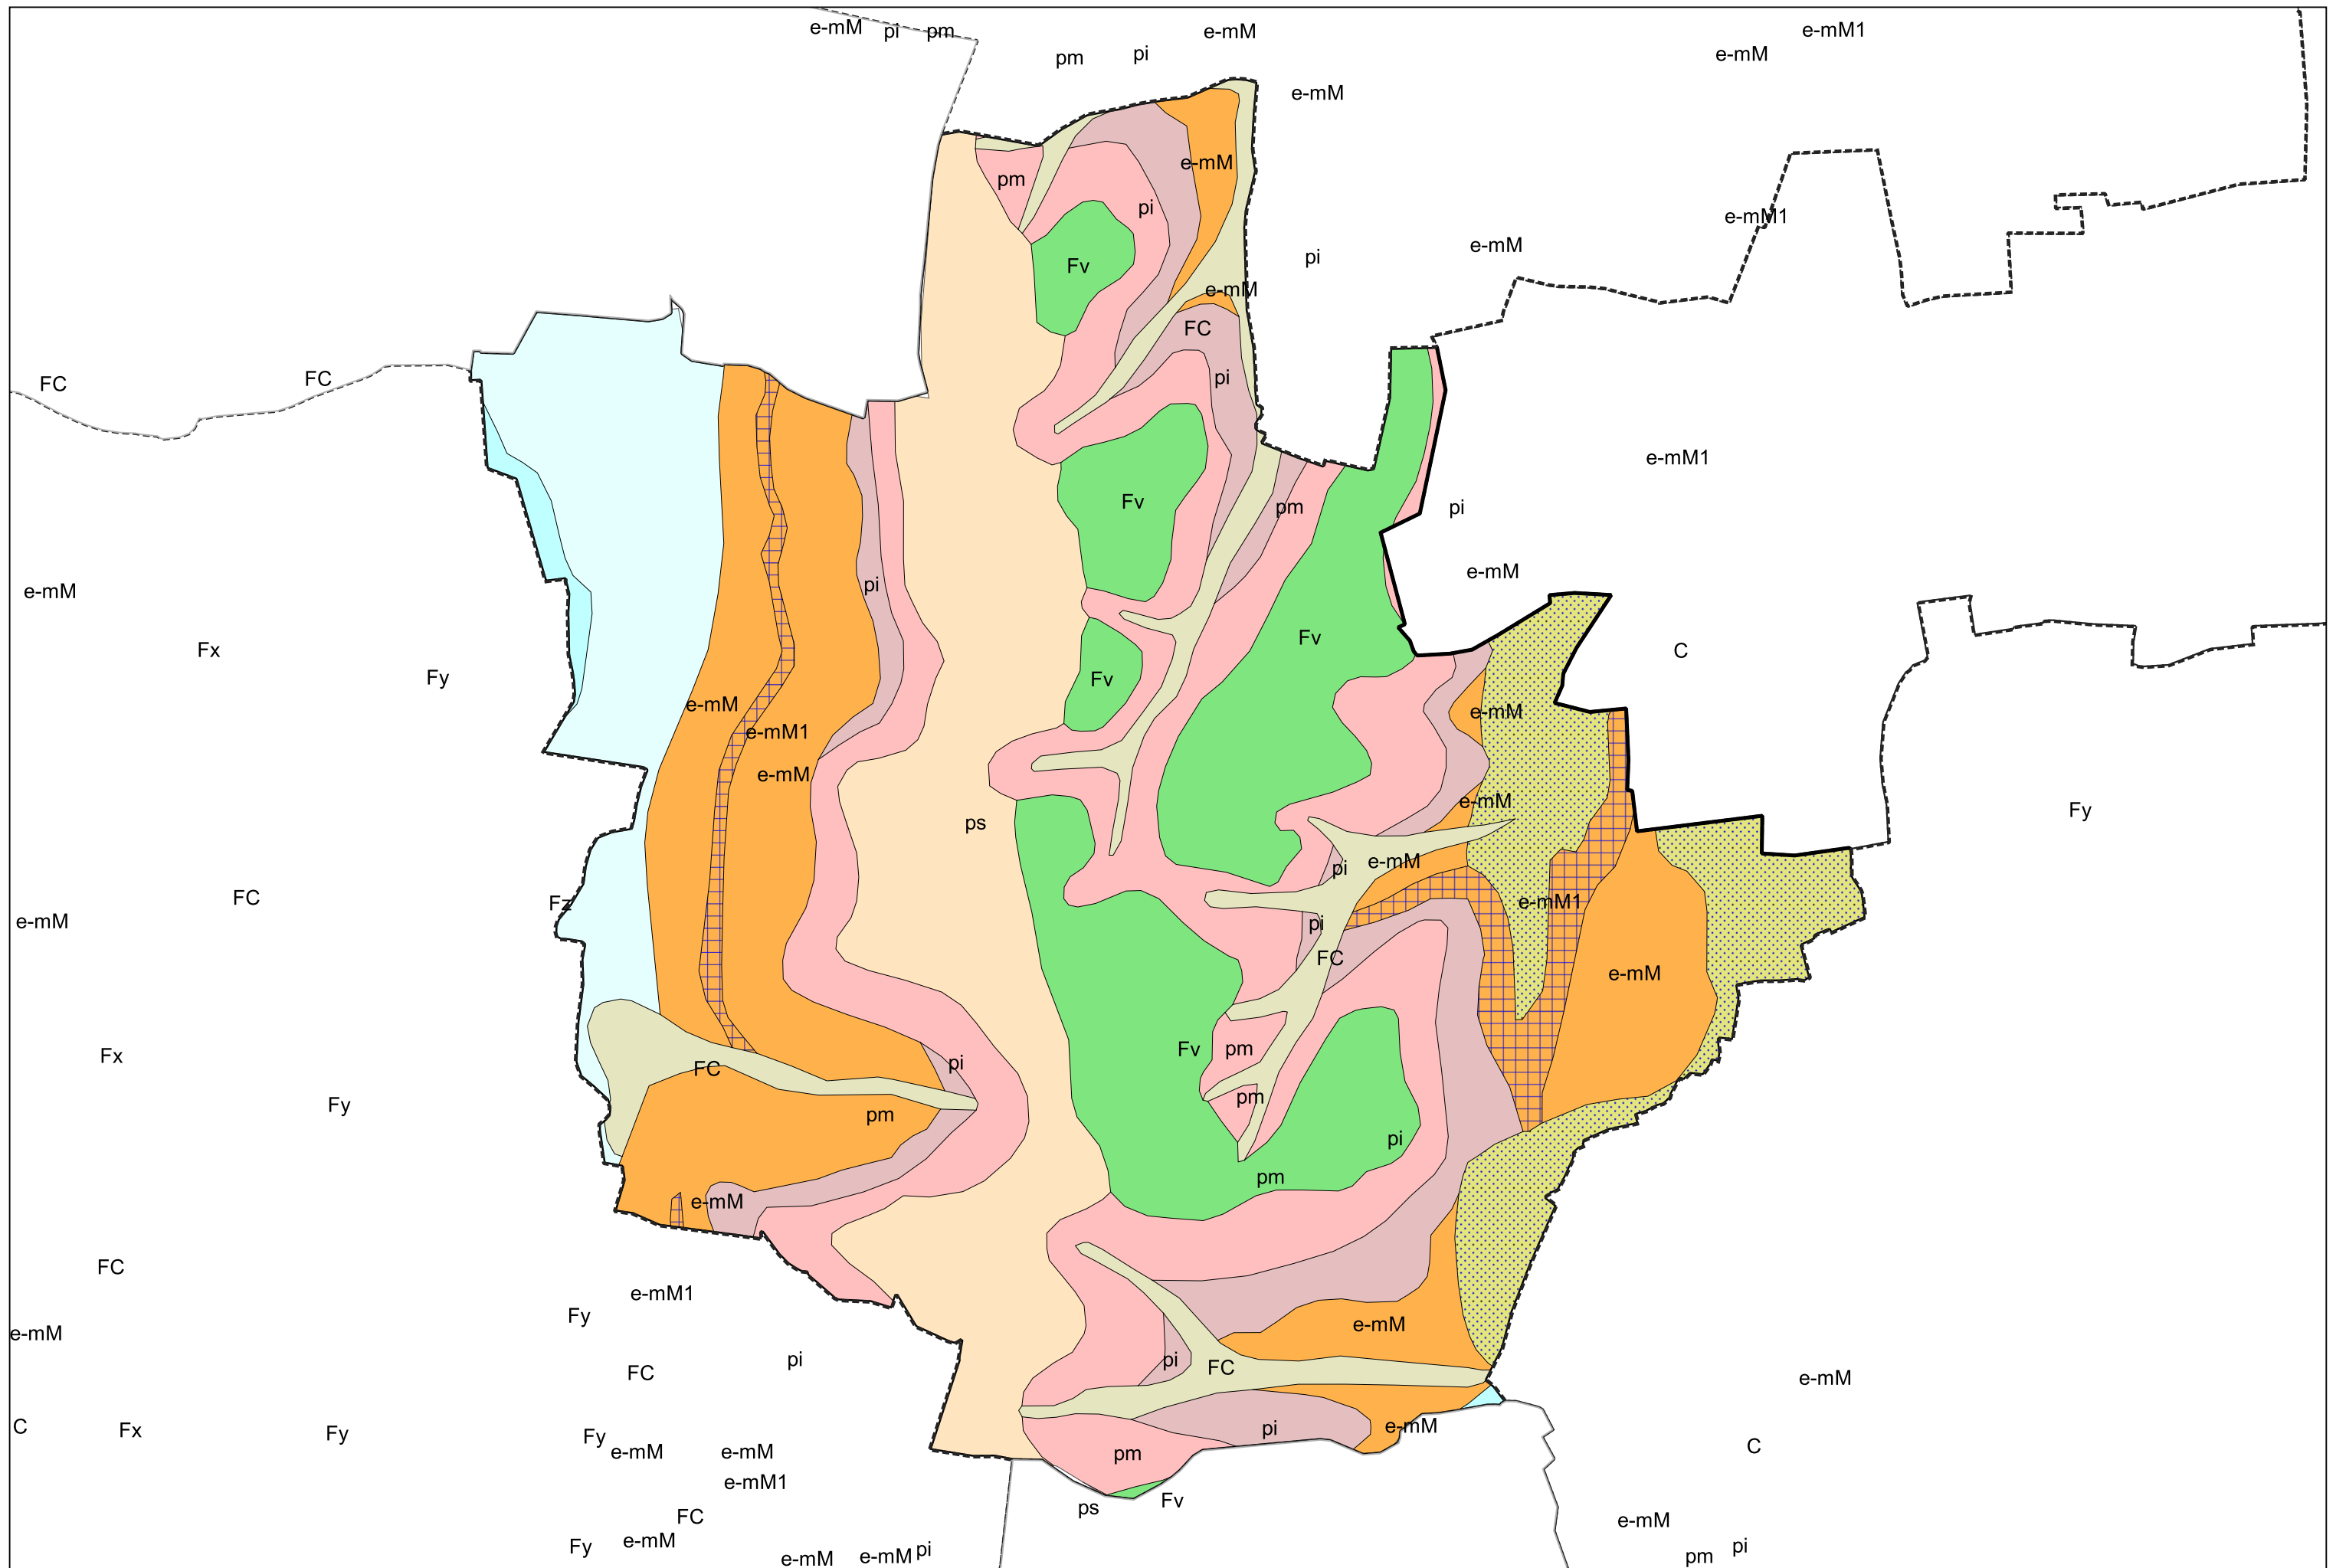 e-mM pi pm e-mM e-mM1
pm pi e-mM
e-mM
e-mM
pm
pi
e-mM1
e-mM
pi
Fv
e-mM
FC
FC FC pi
e-mM1
Fv pm pi
e-mM
pi
e-mM
Fv
Fx C
Fy Fv
e-mM e-mM
e-mM1
e-mM
e-mM
Fy
ps
e-mM
pi
FC Fz e-mM1
e-mM pi
FC
e-mM
Fv pm
Fx
pi
FC
pm
Fy
pm
pi
pm
e-mM
FC
e-mM1
Fy
e-mM
e-mM
pi pi
FC
FC
e-mM
C Fx Fy Fy pi e-mM
C
e-mM e-mM pm
e-mM1
Fv
ps
FC
e-mM
e-mM
Fy
pi pi
e-mM e-mM pm